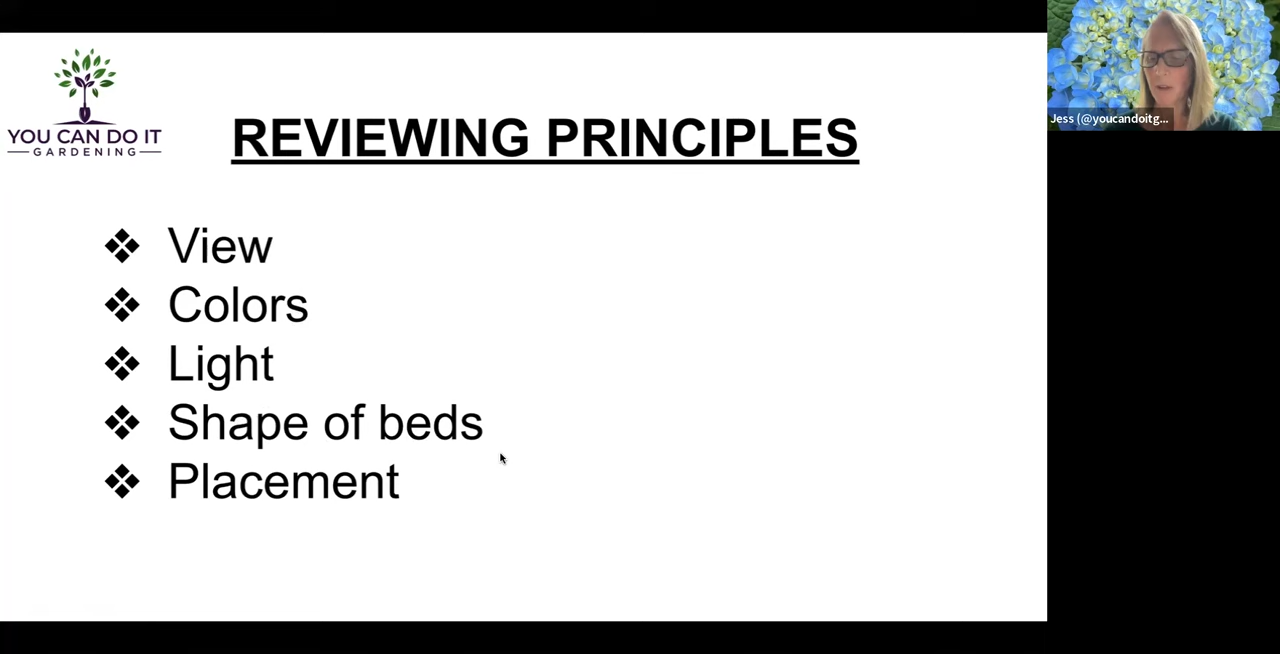 YOU CAN DO IT
GARDENING
REVIEWING PRINCIPLES
❖ View
❖ Colors
❖ Light
❖ Shape of beds
❖ Placement
Jess (@youcandoitg...